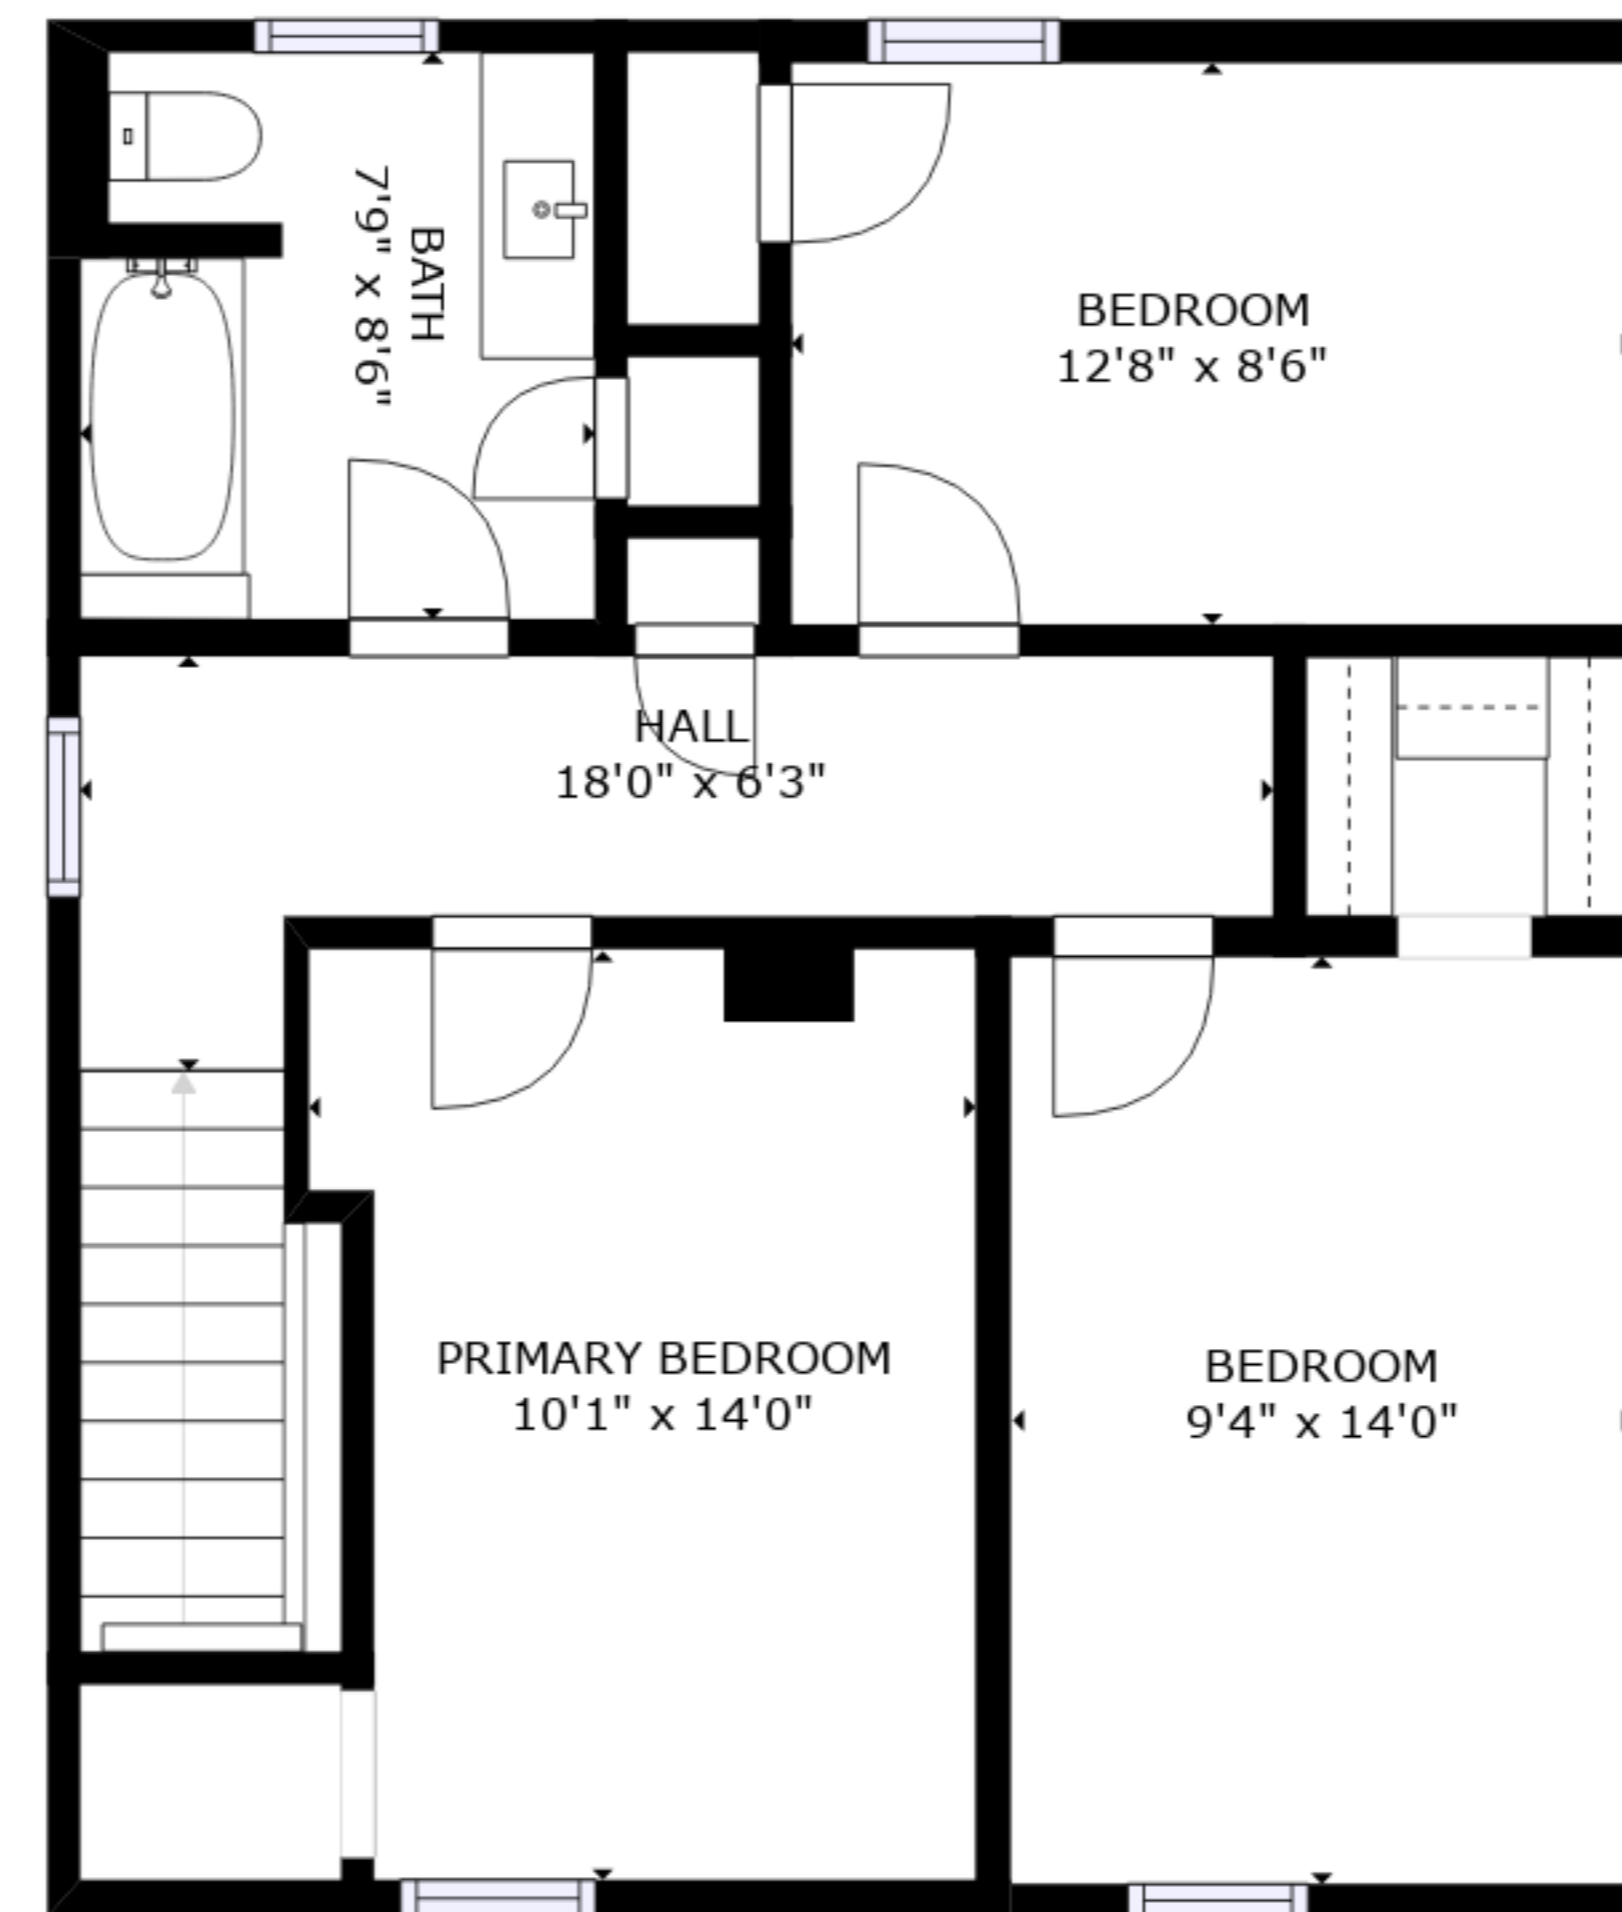 BATH
7'9" x 8'6"
BEDROOM
12'8" x 8'6"
HALL
18'0" x 6'3"
PRIMARY BEDROOM
10'1" x 14'0"
BEDROOM
9'4" x 14'0"